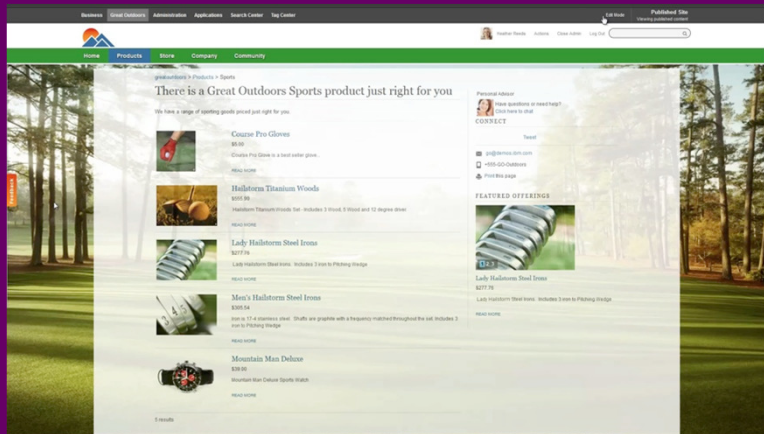 Business Great Outdoors Administration Applications Search Center Tag Center
Edit Mode
Published Site
Viewing published content
Heather Reeds Actions Log Out
Home Products Store Company Community
greatoutdoors > Products > Sports
There is a Great Outdoors Sports product just right for you
We have a range of sporting goods priced just right for you.
Course Pro Gloves
$5.00
Course Pro Glove is a best seller glove...
READ MORE
Hailstorm Titanium Woods
Hailstorm Titanium Woods Set - Includes 3 Wood, 5 Wood and 12 degree driver.
READ MORE
Lady Hailstorm Steel Irons
$277.76
Lady Hailstorm Steel Irons. Includes 3 iron to Pitching Wedge
READ MORE
Men's Hailstorm Steel Irons
Iron is 17-4 stainless steel. Shafts are graphite with a frequency matched throughout the set. Includes 3
iron to Pitching Wedge
READ MORE
Mountain Man Deluxe
Mountain Man Deluxe Sports Watch
READ MORE
5 results
Personal Advisor
Have questions or need help?
Click here to chat
CONNECT
Tweet
+555-GO-Outdoors
Print this page
FEATURED OFFERINGS
Lady Hailstorm Steel Irons
$277.76
Lady Hailstorm Steel Irons. Includes 3 iron to Pitching Wedge
READ MORE
Feedback